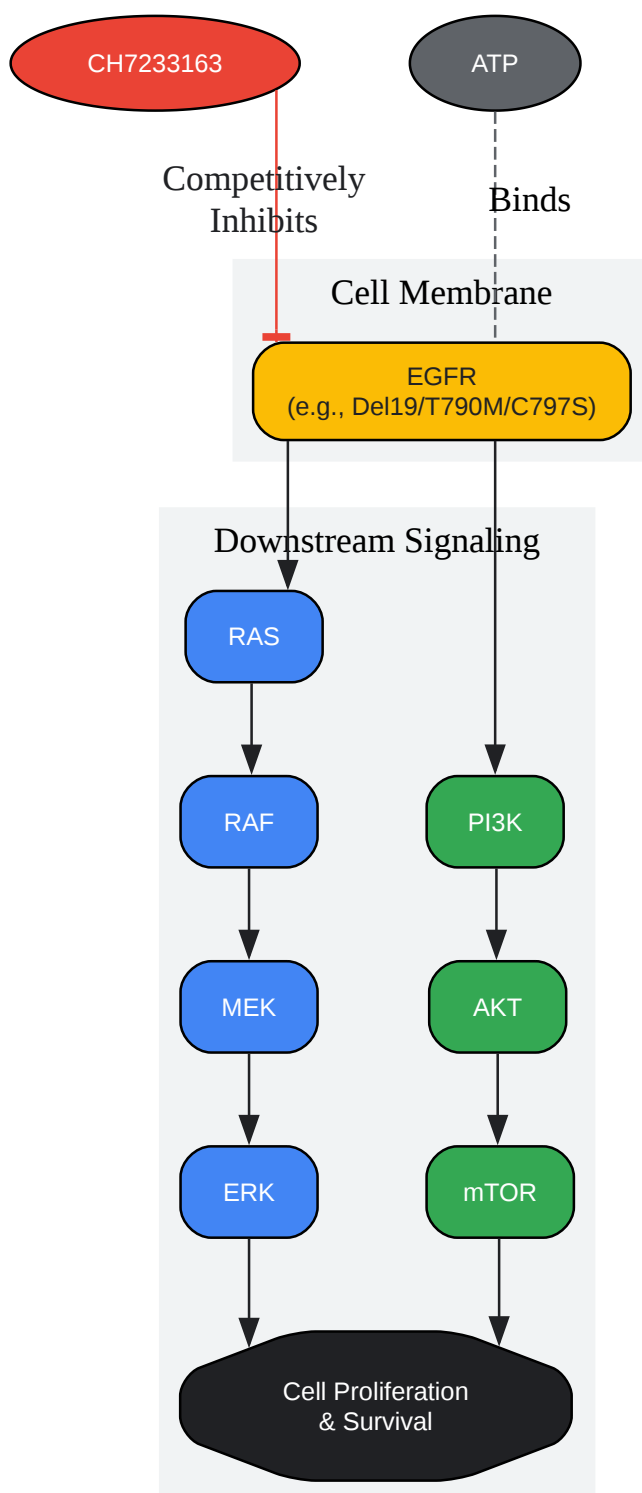 CH7233163
ATP
Competitively
Inhibits
Binds
Cell Membrane
EGFR
(e.g., Del19/T790M/C797S)
Downstream Signaling
RAS
RAF
PI3K
MEK
AKT
ERK
mTOR
Cell Proliferation
& Survival